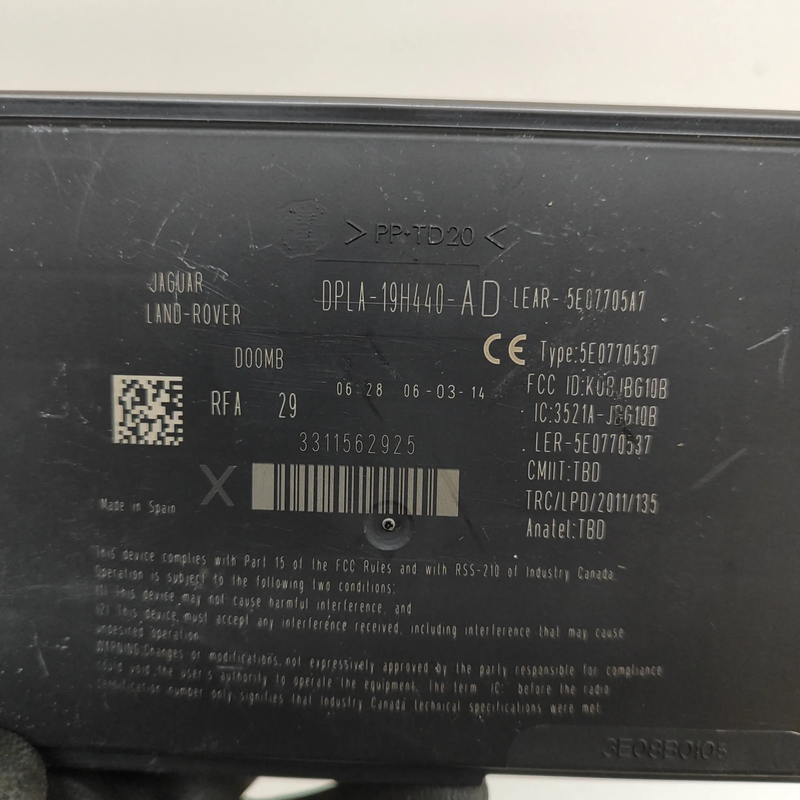 >PP-TD20<
JAGUAR
LAND-ROVER
DPLA-19H440-AD
LEAR-5E07705A7
D00MB
CE Type:5E0770537
RFA 29
06:28 06-03-14
FCC ID:KOBJBG10B
IC:3521A-JBG10B
LER-5E0770537
3311562925
CMIIT:TBD
X
TRC/LPD/2011/135
Made in Spain
Anatel:TBD
This device complies with Part 15 of the FCC Rules and with RSS-210 of Industry Canada.
Operation is subject to the following two conditions:
(1) This device may not cause harmful interference, and
(2) This device must accept any interference received, including interference that may cause
undesired operation.
WARNING:Changes or modifications, not expressively approved by the party responsible for compliance
could void the user's authority to operate the equipment. The term IC: before the radio
certification number only signifies that Industry Canada technical specifications were met.
3E08B0105